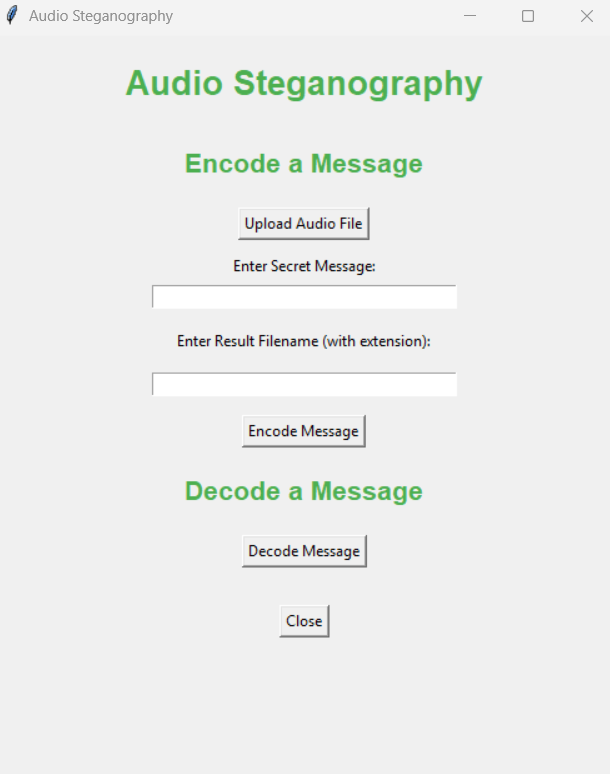 Audio Steganography
Audio Steganography
Encode a Message
Upload Audio File
Enter Secret Message:
Enter Result Filename (with extension):
Encode Message
Decode a Message
Decode Message
Close